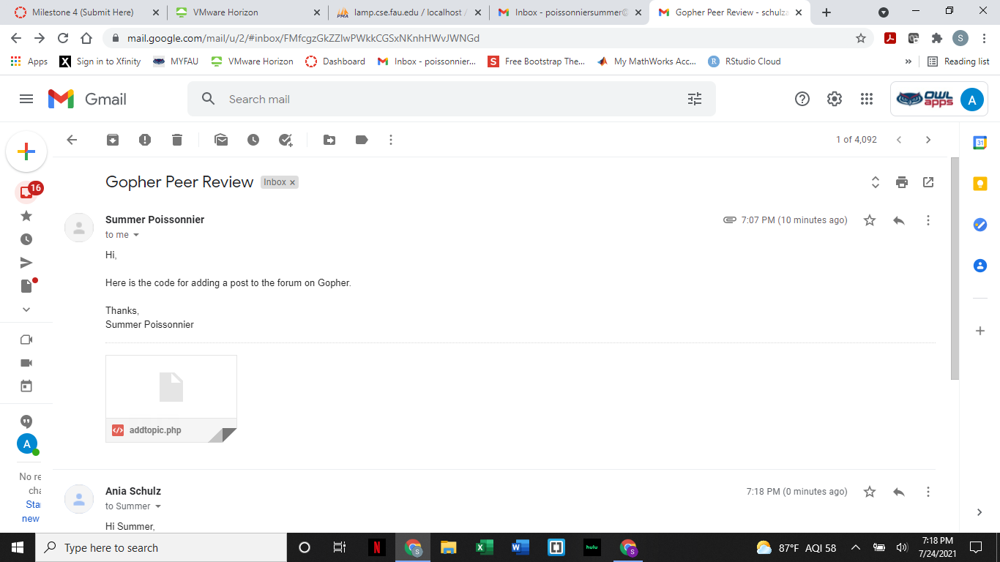 Milestone 4 (Submit Here)
VMware Horizon
lamp.cse.fau.edu / localhost /
Inbox - poissonniersummer@
Gopher Peer Review - schulza
mail.google.com/mail/u/2/#inbox/FMfcgzGkZZlwPWkkCGSxNKnhHWvJWNGd
S
Apps
Sign in to Xfinity
MYFAU
VMware Horizon
Dashboard
Inbox - poissonnier...
Free Bootstrap The...
My MathWorks Acc...
RStudio Cloud
»
Reading list
Gmail
Search mail
OWL apps
A
1 of 4,092
31
16
Gopher Peer Review
Inbox ×
Summer Poissonnier
7:07 PM (10 minutes ago)
to me
Hi,
Here is the code for adding a post to the forum on Gopher.
Thanks,
Summer Poissonnier
addtopic.php
A
No re
cha
Sta
new
Ania Schulz
7:18 PM (0 minutes ago)
to Summer
Hi Summer,
Type here to search
hulu
87°F AQI 58
7:18 PM
7/24/2021